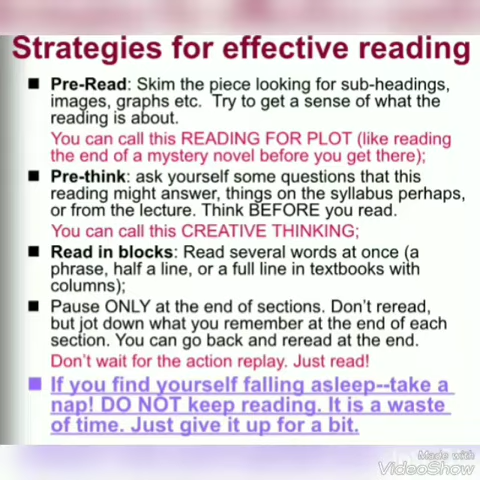 Strategies for effective reading
Pre-Read: Skim the piece looking for sub-headings,
images, graphs etc. Try to get a sense of what the
reading is about.
You can call this READING FOR PLOT (like reading
the end of a mystery novel before you get there);
Pre-think: ask yourself some questions that this
reading might answer, things on the syllabus perhaps,
or from the lecture. Think BEFORE you read.
You can call this CREATIVE THINKING;
Read in blocks: Read several words at once (a
phrase, half a line, or a full line in textbooks with
columns);
Pause ONLY at the end of sections. Don't reread,
but jot down what you remember at the end of each
section. You can go back and reread at the end.
Don't wait for the action replay. Just read!
If you find yourself falling asleep--take a
nap! DO NOT keep reading. It is a waste
of time. Just give it up for a bit.
Made with
VideoShow